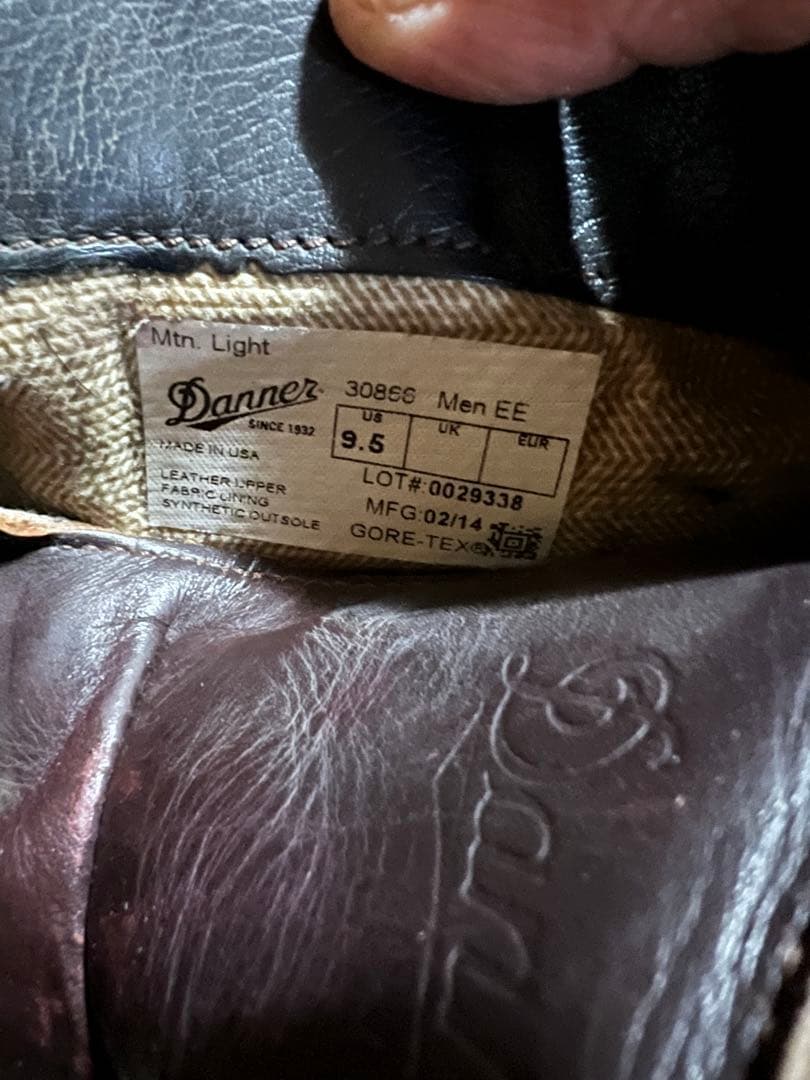 Mtn. Light
Danner
SINCE 1932
30866 Men EE
US UK EUR
9.5
MADE IN USA
LEATHER UPPER
FABRIC LINING
SYNTHETIC OUTSOLE
LOT#:0029338
MFG:02/14
GORE-TEX®
Dan